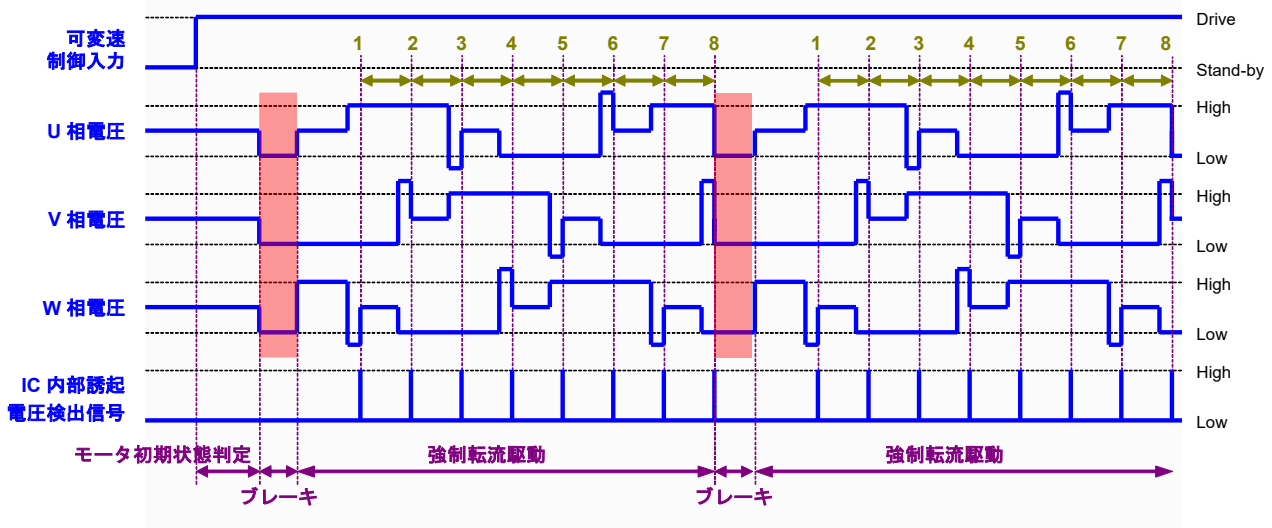 Drive
可変速
制御入力
1 2 3 4 5 6 7 8 1 2 3 4 5 6 7 8
Stand-by
High
U 相電圧
Low
High
V 相電圧
Low
High
W 相電圧
Low
High
IC 内部誘起
電圧検出信号
Low
モータ初期状態判定 強制転流駆動 強制転流駆動
ブレーキ ブレーキ